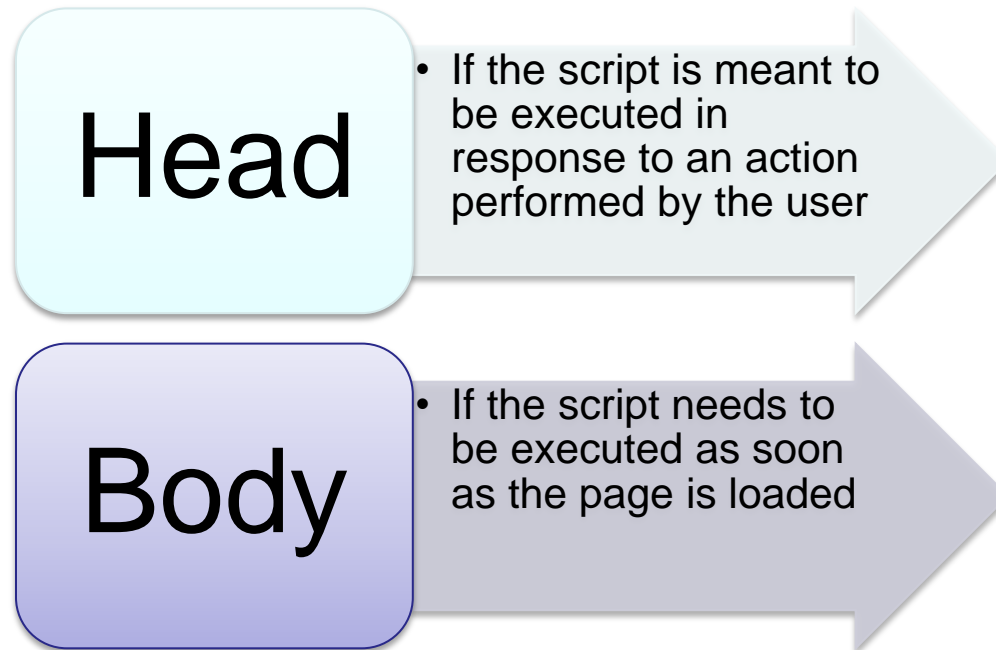 Head
• If the script is meant to
be executed in
response to an action
performed by the user
Body
• If the script needs to
be executed as soon
as the page is loaded